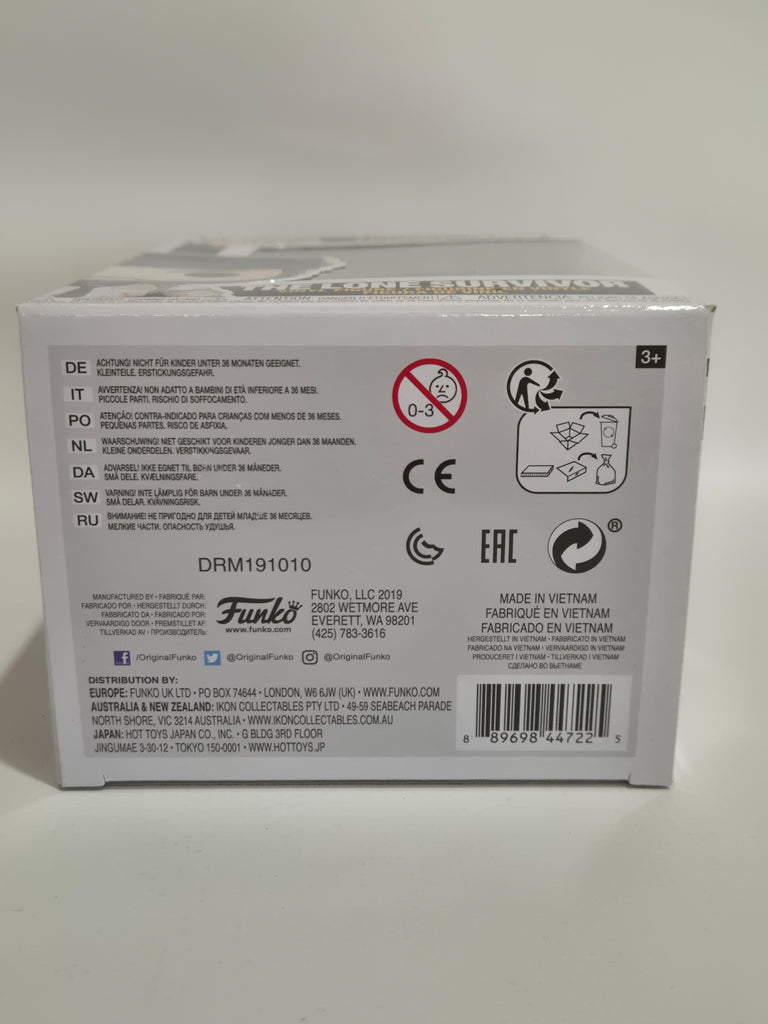 THE LONE SURVIVOR
3+
DE ACHTUNG! NICHT FÜR KINDER UNTER 36 MONATEN GEEIGNET.
KLEINTEILE. ERSTICKUNGSGEFAHR.
IT AVVERTENZA! NON ADATTO A BAMBINI DI ETÀ INFERIORE A 36 MESI.
PICCOLE PARTI. RISCHIO DI SOFFOCAMENTO.
PO ATENÇÃO! CONTRA-INDICADO PARA CRIANÇAS COM MENOS DE 36 MESES.
PEQUENAS PARTES. RISCO DE ASFIXIA.
NL WAARSCHUWING! NIET GESCHIKT VOOR KINDEREN JONGER DAN 36 MAANDEN.
KLEINE ONDERDELEN. VERSTIKKINGSGEVAAR.
DA ADVARSEL! IKKE EGNET TIL BØRN UNDER 36 MÅNEDER.
SMÅ DELE. KVÆLNINGSFARE.
SW VARNING! INTE LÄMPLIG FÖR BARN UNDER 36 MÅNADER.
SMÅ DELAR. KVÄVNINGSRISK.
RU ВНИМАНИЕ! НЕ ПРИГОДНО ДЛЯ ДЕТЕЙ МЛАДШЕ 36 МЕСЯЦЕВ.
МЕЛКИЕ ЧАСТИ. ОПАСНОСТЬ УДУШЬЯ.
0-3
CE
EAC
®
DRM191010
MANUFACTURED BY • FABRIQUÉ PAR:
FABRICADO POR • HERGESTELLT DURCH:
FABBRICATO DA • FABRICADO POR:
VERVAARDIGD DOOR • FREMSTILLET AF:
TILLVERKAD AV • ПРОИЗВОДИТЕЛЬ:
Funko
www.funko.com
FUNKO, LLC 2019
2802 WETMORE AVE
EVERETT, WA 98201
(425) 783-3616
/OriginalFunko @OriginalFunko @OriginalFunko
MADE IN VIETNAM
FABRIQUÉ EN VIETNAM
FABRICADO EN VIETNAM
HERGESTELLT IN VIETNAM • FABBRICATO IN VIETNAM
FABRICADO NA VIETNAM • VERVAARDIGD IN VIETNAM
PRODUCERET I VIETNAM • TILLVERKAD I VIETNAM
СДЕЛАНО ВО ВЬЕТНАМЕ
DISTRIBUTION BY:
EUROPE: FUNKO UK LTD • PO BOX 74644 • LONDON, W6 6JW (UK) • WWW.FUNKO.COM
AUSTRALIA & NEW ZEALAND: IKON COLLECTABLES PTY LTD • 49-59 SEABEACH PARADE
NORTH SHORE, VIC 3214 AUSTRALIA • WWW.IKONCOLLECTABLES.COM.AU
JAPAN: HOT TOYS JAPAN CO., INC. • G BLDG 3RD FLOOR
JINGUMAE 3-30-12 • TOKYO 150-0001 • WWW.HOTTOYS.JP
8 89698 44722 5